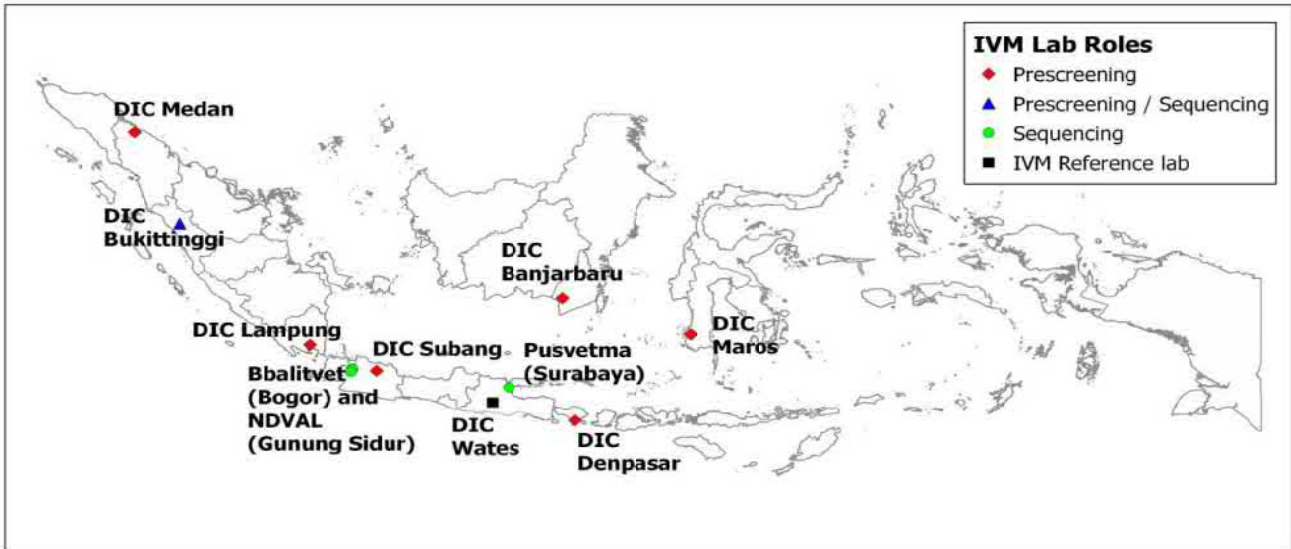 IVM Lab Roles
Prescreening
Prescreening / Sequencing
Sequencing
IVM Reference lab
DIC Medan
DIC
Bukittinggi
DIC
Banjarbaru
DIC Lampung
DIC Subang
Pusvetma
(Surabaya)
DIC
Maros
Bbalitvet
(Bogor) and
NDVAL
(Gunung Sidur)
DIC
Wates
DIC
Denpasar